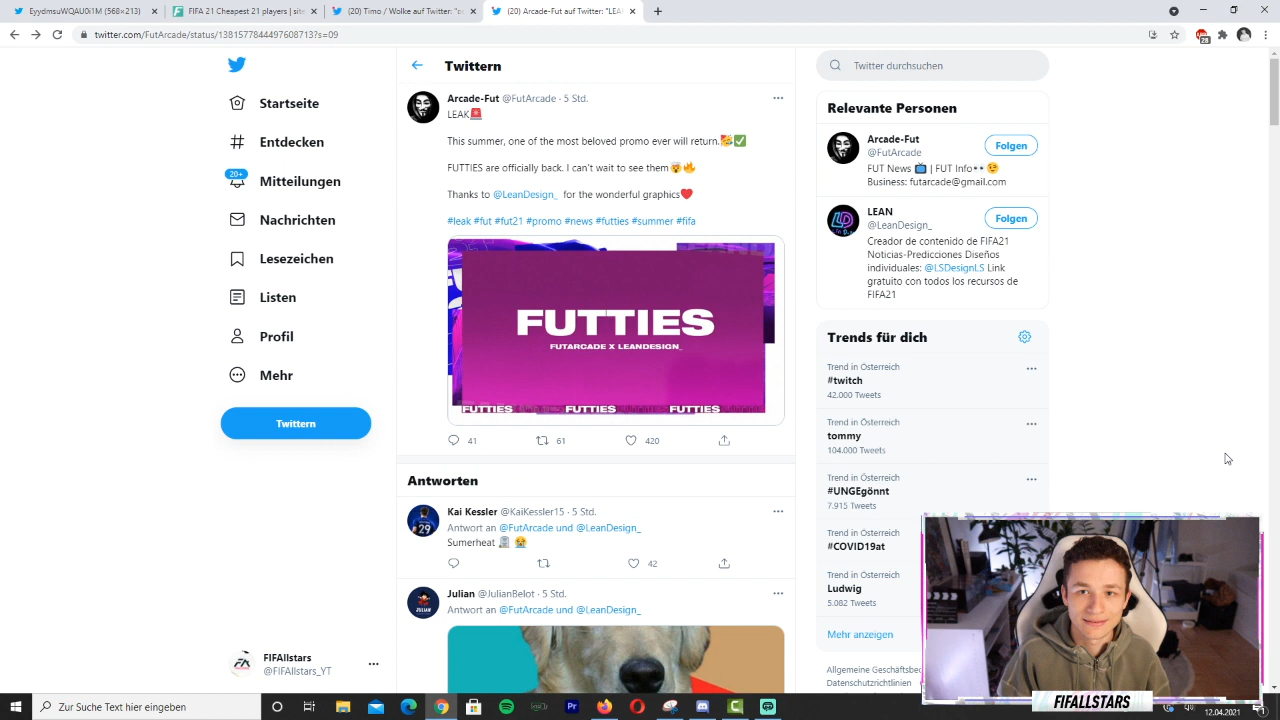 EydmsuWQAU0i1M (568×213)
FIFA21 Cheapest 21 players - FIFA
(20) Timo / Wolke auf Twitter: "bea
(20) Arcade-Fut auf Twitter: "LEAK
twitter.com/FutArcade/status/1381577844497608713?s=09
28
Startseite
Entdecken
20+
Mitteilungen
Nachrichten
Lesezeichen
Listen
Profil
Mehr
Twittern
FIFAllstars
@FIFAllstars_YT
Twittern
Arcade-Fut @FutArcade · 5 Std.
LEAK🚨
This summer, one of the most beloved promo ever will return.🥳✅
FUTTIES are officially back. I can't wait to see them🤯🔥
Thanks to @LeanDesign_ for the wonderful graphics❤️
#leak #fut #fut21 #promo #news #futties #summer #fifa
FUTTIES
FUTARCADE X LEANDESIGN_
FUTTIES FUTTIES FUTTIES
41 61 420
Antworten
Kai Kessler @KaiKessler15 · 5 Std.
Antwort an @FutArcade und @LeanDesign_
Sumerheat
42
29
Julian @JulianBelot · 5 Std.
Antwort an @FutArcade und @LeanDesign_
JULIAN
Twitter durchsuchen
Relevante Personen
Arcade-Fut
@FutArcade
Folgen
FUT News 📺 | FUT Info👀 😉
Business: futarcade@gmail.com
LEAN
@LeanDesign_
Folgen
Creador de contenido de FIFA21
Noticias-Predicciones Diseños
individuales: @LSDesignLS Link
gratuito con todos los recursos de
FIFA21
Trends für dich
Trend in Österreich
#twitch
42.000 Tweets
Trend in Österreich
tommy
104.000 Tweets
Trend in Österreich
#UNGEgönnt
7.915 Tweets
Trend in Österreich
#COVID19at
Trend in Österreich
Ludwig
5.082 Tweets
Mehr anzeigen
Allgemeine Geschäftsbed
Datenschutzrichtlinien
FIFALLSTARS
Zur Suche Text hier eingeben
12.04.2021